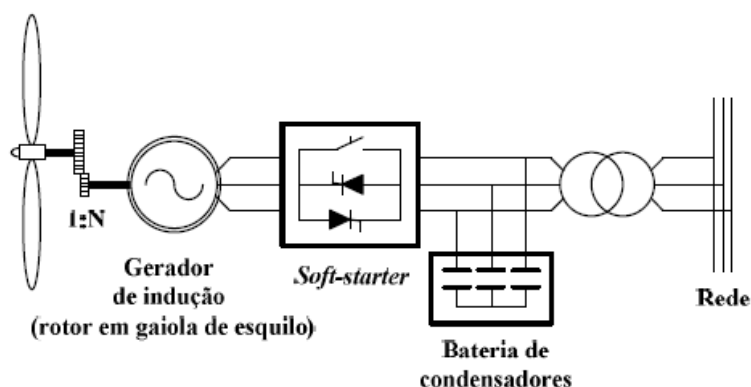 1:N
Gerador
de indução
(rotor em gaiola de esquilo)
Soft-starter
Bateria de
condensadores
Rede